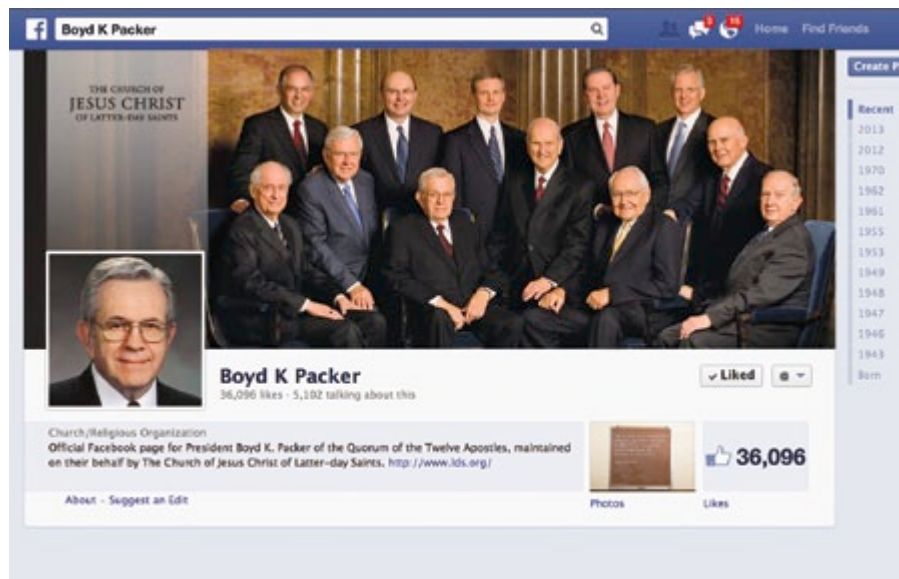 Boyd K Packer
3
15
Home Find Friends
THE CHURCH OF
JESUS CHRIST
OF LATTER-DAY SAINTS
Create P
Recent
2013
2012
1970
1962
1961
1955
1953
1949
1948
1947
1946
1943
Born
Boyd K Packer
36,096 likes · 5,102 talking about this
Liked
Church/Religious Organization
Official Facebook page for President Boyd K. Packer of the Quorum of the Twelve Apostles, maintained
on their behalf by The Church of Jesus Christ of Latter-day Saints. http://www.lds.org/
36,096
About - Suggest an Edit
Photos
Likes